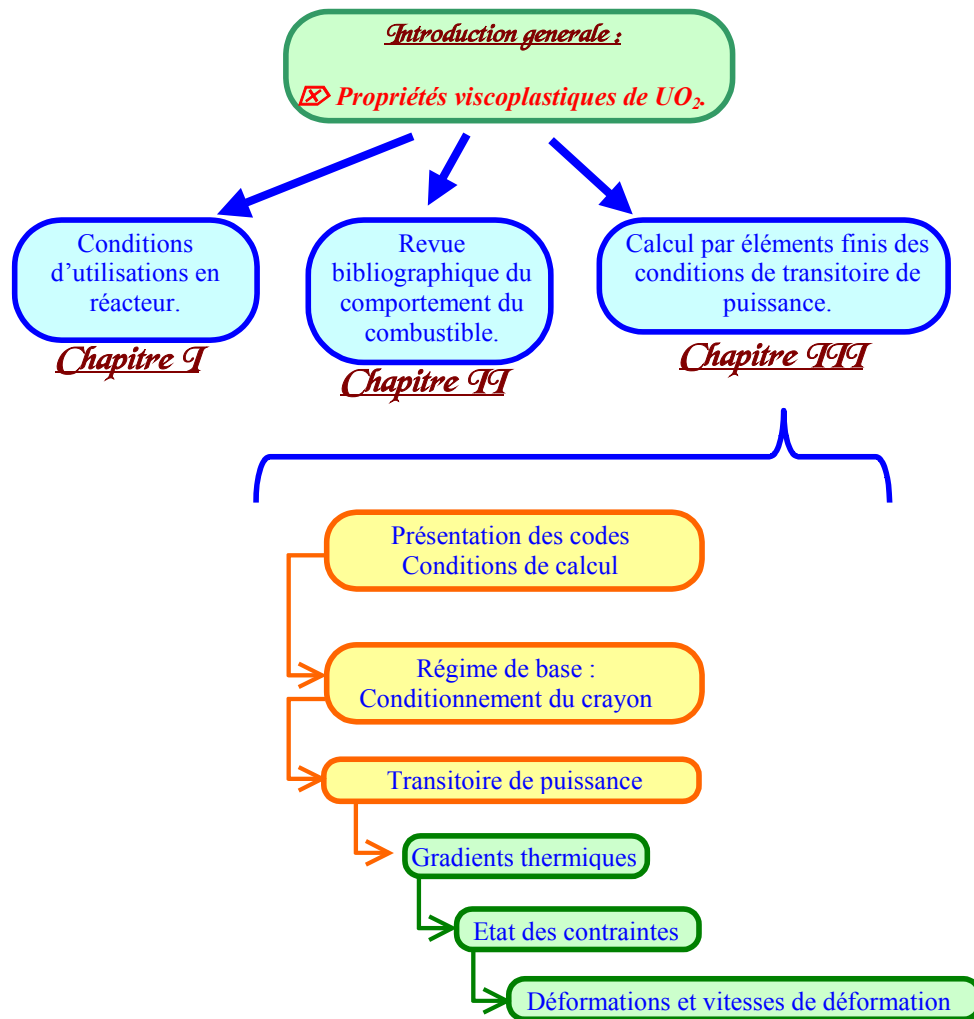 Introduction generale :
Propriétés viscoplastiques de UO₂.
Conditions
d’utilisations en
réacteur.
Chapitre I
Revue
bibliographique du
comportement du
combustible.
Chapitre II
Calcul par éléments finis des
conditions de transitoire de
puissance.
Chapitre III
Présentation des codes
Conditions de calcul
Régime de base :
Conditionnement du crayon
Transitoire de puissance
Gradients thermiques
Etat des contraintes
Déformations et vitesses de déformation